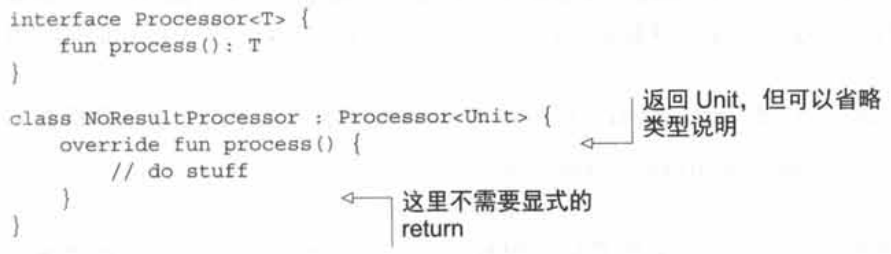 interface Processor<T> {
    fun process(): T
}
class NoResultProcessor : Processor<Unit> {
    override fun process() {
        // do stuff
    }
}
返回 Unit，但可以省略
类型说明
这里不需要显式的
return